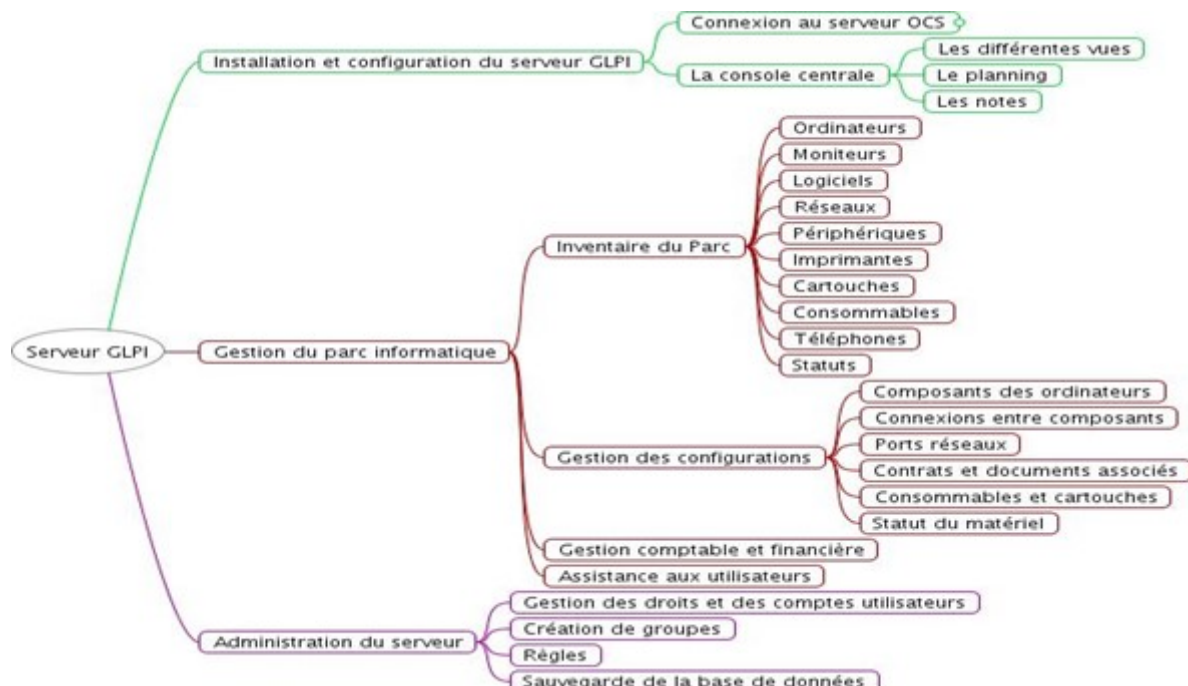 Connexion au serveur OCS
Installation et configuration du serveur GLPI
La console centrale
Les différentes vues
Le planning
Les notes
Ordinateurs
Moniteurs
Logiciels
Réseaux
Inventaire du Parc
Périphériques
Imprimantes
Cartouches
Consommables
Téléphones
Statuts
Serveur GLPI
Gestion du parc informatique
Composants des ordinateurs
Connexions entre composants
Ports réseaux
Gestion des configurations
Contrats et documents associés
Consommables et cartouches
Statut du matériel
Gestion comptable et financière
Assistance aux utilisateurs
Gestion des droits et des comptes utilisateurs
Création de groupes
Administration du serveur
Règles
Sauvegarde de la base de données